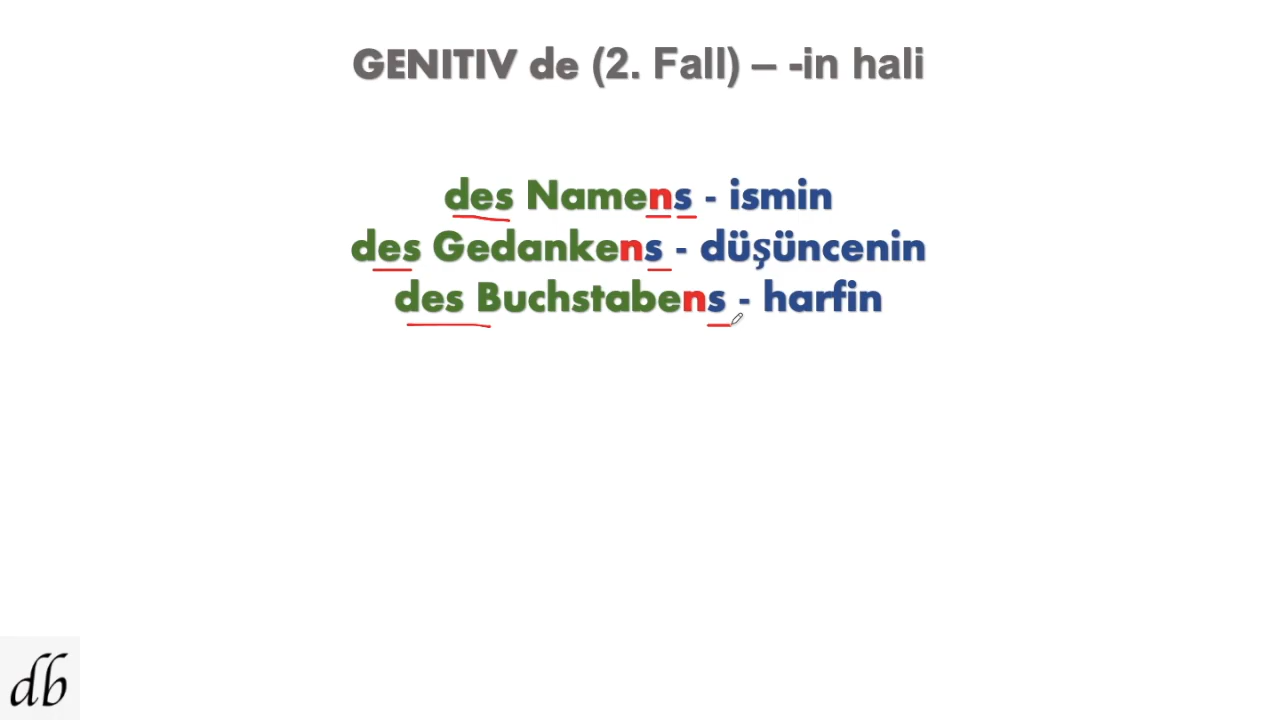 GENITIV de (2. Fall) – -in hali
des Namens - ismin
des Gedankens - düşüncenin
des Buchstabens - harfin
db